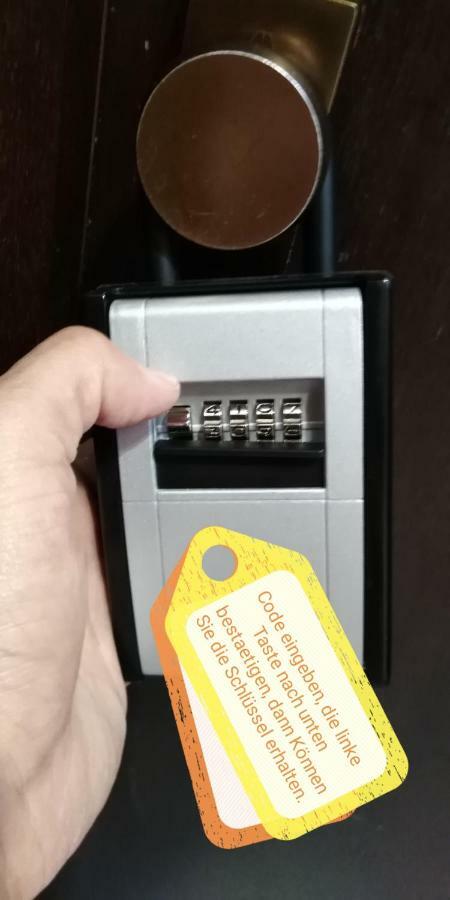 Code eingeben, die linke
Taste nach unten
bestaetigen, dann Können
Sie die Schlüssel erhalten.